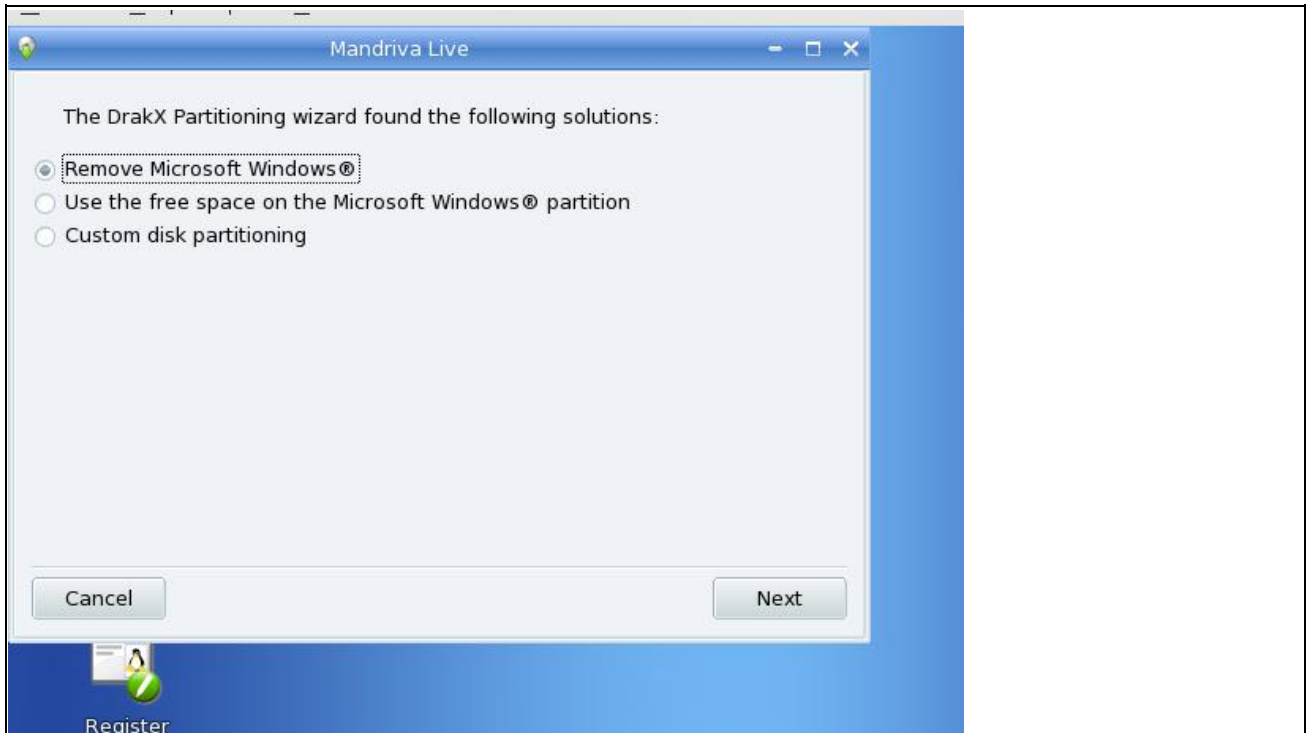 Mandriva Live
The DrakX Partitioning wizard found the following solutions:
Remove Microsoft Windows®
Use the free space on the Microsoft Windows® partition
Custom disk partitioning
Cancel
Next
Register